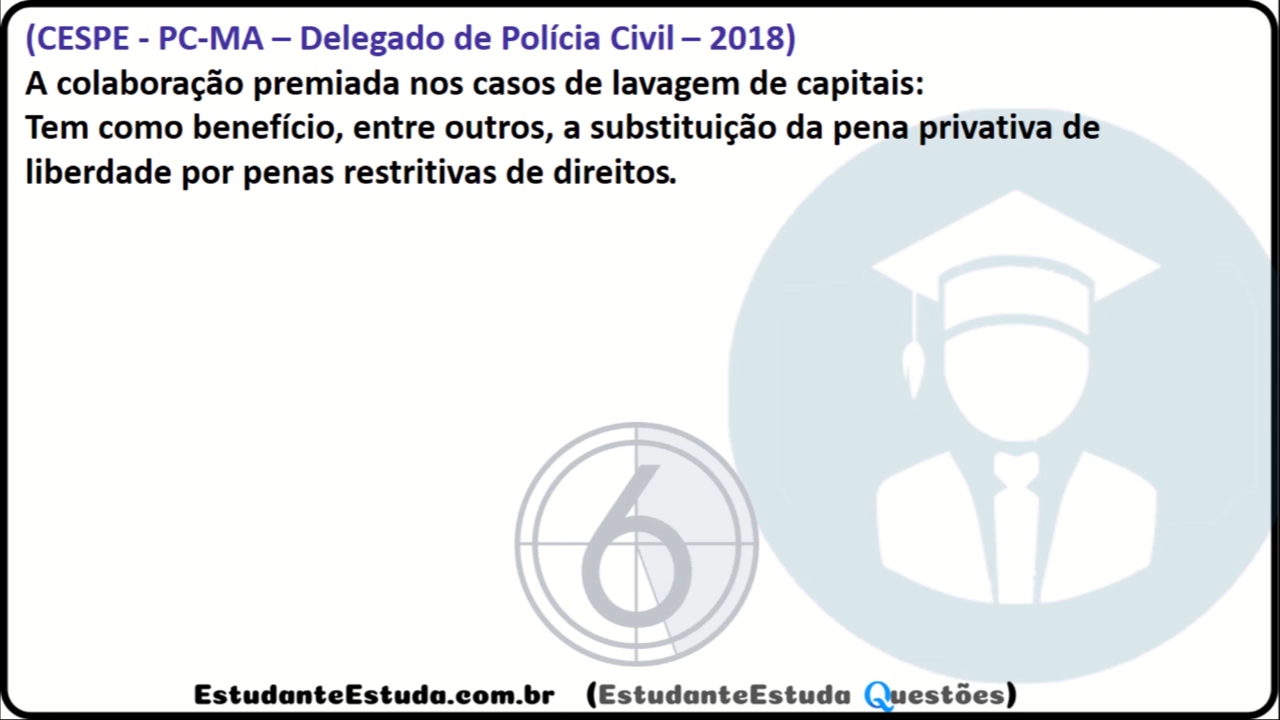 (CESPE - PC-MA – Delegado de Polícia Civil – 2018)
A colaboração premiada nos casos de lavagem de capitais:
Tem como benefício, entre outros, a substituição da pena privativa de
liberdade por penas restritivas de direitos.
6
EstudanteEstuda.com.br (EstudanteEstuda Questões)